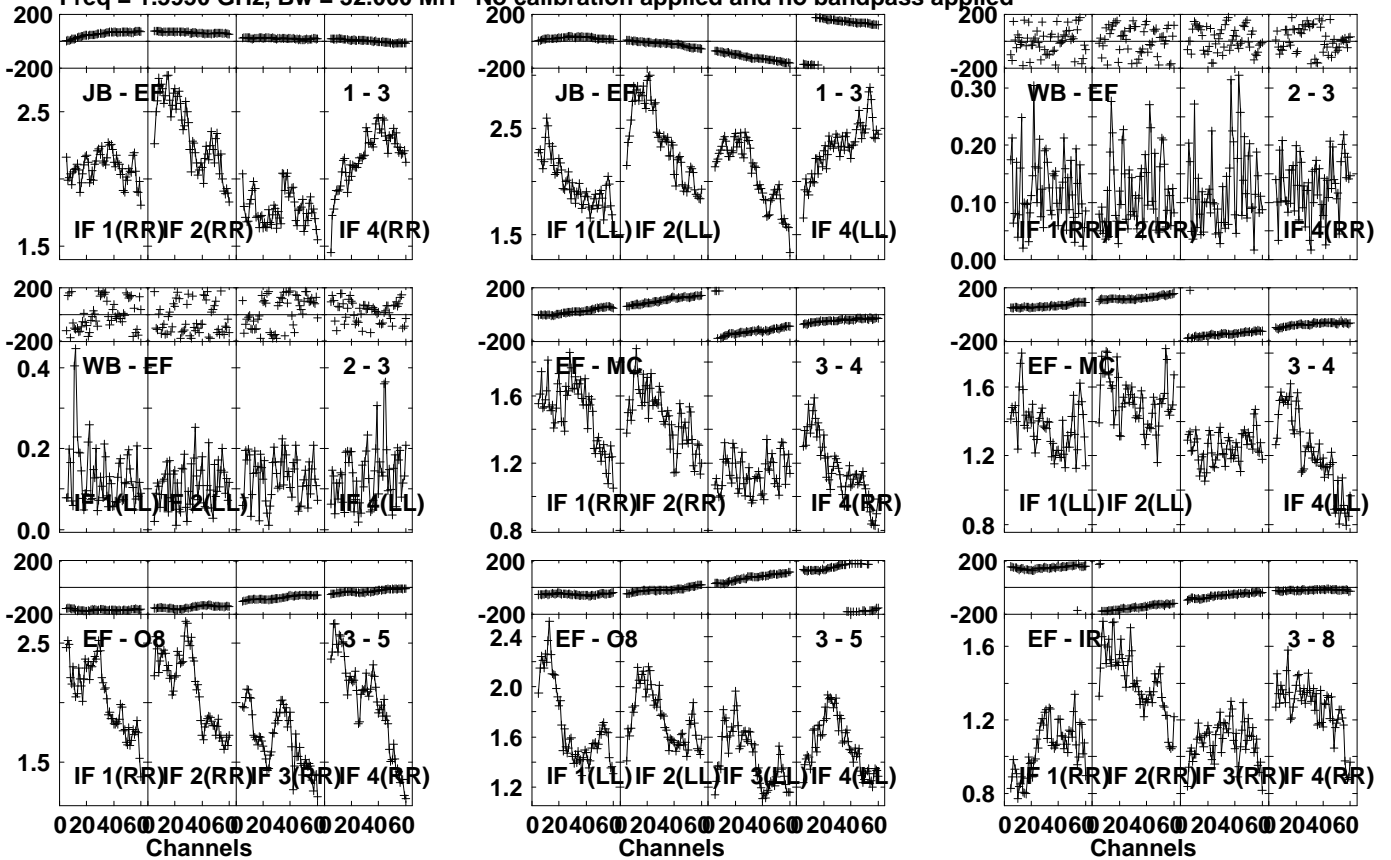 Freq = 1.5950 GHz, Bw = 32.000 MH No calibration applied and no bandpass applied
200
-200
JB - EF 1 - 3
2.5
1.5
IF 1(RR) IF 2(RR) IF 4(RR)
200
-200
JB - EF 1 - 3
2.5
1.5
IF 1(LL) IF 2(LL) IF 4(LL)
200
-200
WB - EF 2 - 3
0.30
0.20
0.10
0.00
IF 1(RR) IF 2(RR) IF 4(RR)
200
-200
WB - EF 2 - 3
0.4
0.2
0.0
IF 1(LL) IF 2(LL) IF 4(LL)
200
-200
EF - MC 3 - 4
1.6
1.2
0.8
IF 1(RR) IF 2(RR) IF 4(RR)
200
-200
EF - MC 3 - 4
1.6
1.2
0.8
IF 1(LL) IF 2(LL) IF 4(LL)
200
-200
EF - O8 3 - 5
2.5
1.5
IF 1(RR) IF 2(RR) IF 3(RR) IF 4(RR)
0 20 40 60 0 20 40 60 0 20 40 60 0 20 40 60
Channels
200
-200
EF - O8 3 - 5
2.4
2.0
1.6
1.2
IF 1(LL) IF 2(LL) IF 3(LL) IF 4(LL)
0 20 40 60 0 20 40 60 0 20 40 60 0 20 40 60
Channels
200
-200
EF - IR 3 - 8
1.6
1.2
0.8
IF 1(RR) IF 2(RR) IF 3(RR) IF 4(RR)
0 20 40 60 0 20 40 60 0 20 40 60 0 20 40 60
Channels